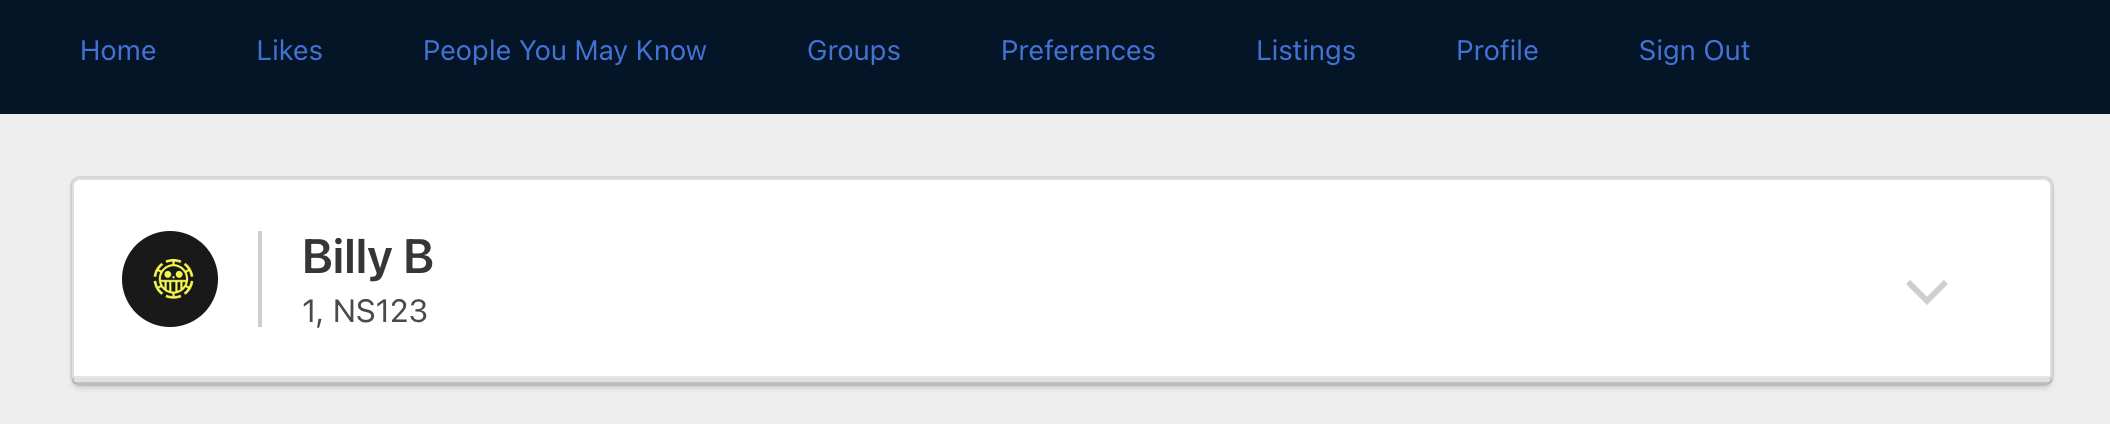 Home Likes People You May Know Groups Preferences Listings Profile Sign Out
Billy B
1, NS123